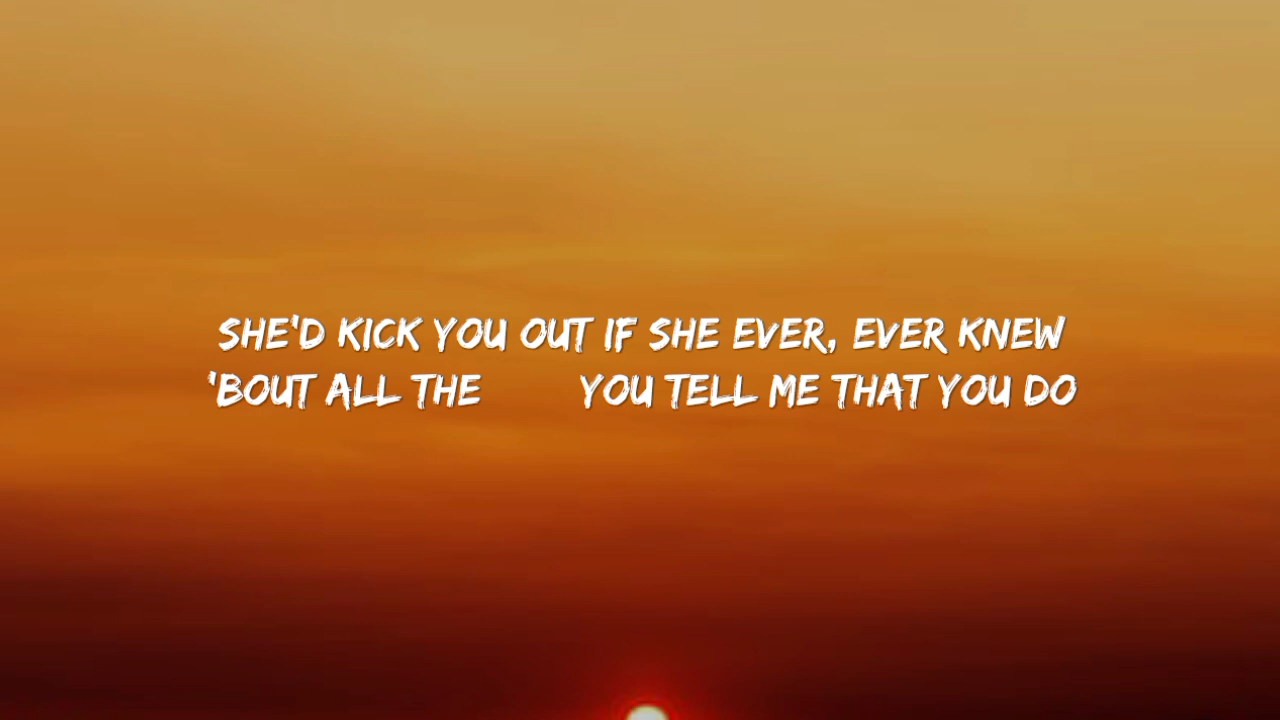 SHE'D KICK YOU OUT IF SHE EVER, EVER KNEW
'BOUT ALL THE YOU TELL ME THAT YOU DO